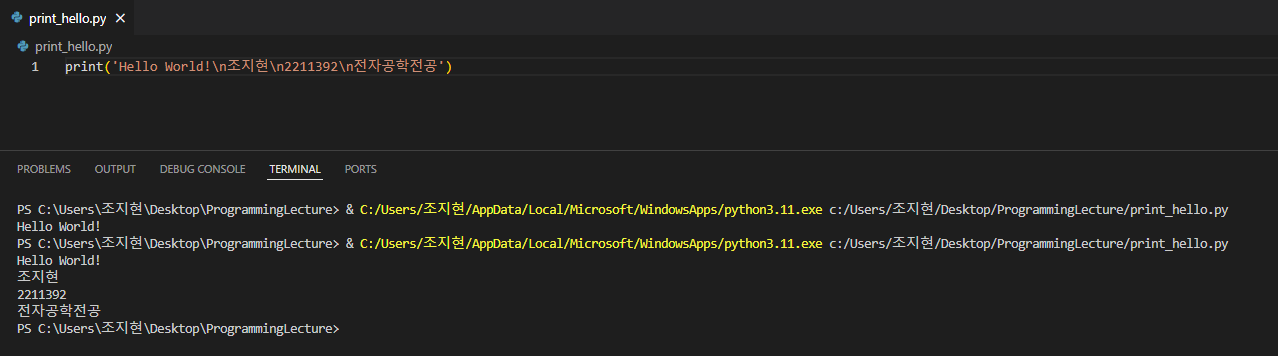 print_hello.py ×
print_hello.py
1 print('Hello World!\n조지현\n2211392\n전자공학전공')
PROBLEMS OUTPUT DEBUG CONSOLE TERMINAL PORTS
PS C:\Users\조지현\Desktop\ProgrammingLecture> & C:/Users/조지현/AppData/Local/Microsoft/WindowsApps/python3.11.exe c:/Users/조지현/Desktop/ProgrammingLecture/print_hello.py
Hello World!
PS C:\Users\조지현\Desktop\ProgrammingLecture> & C:/Users/조지현/AppData/Local/Microsoft/WindowsApps/python3.11.exe c:/Users/조지현/Desktop/ProgrammingLecture/print_hello.py
Hello World!
조지현
2211392
전자공학전공
PS C:\Users\조지현\Desktop\ProgrammingLecture>